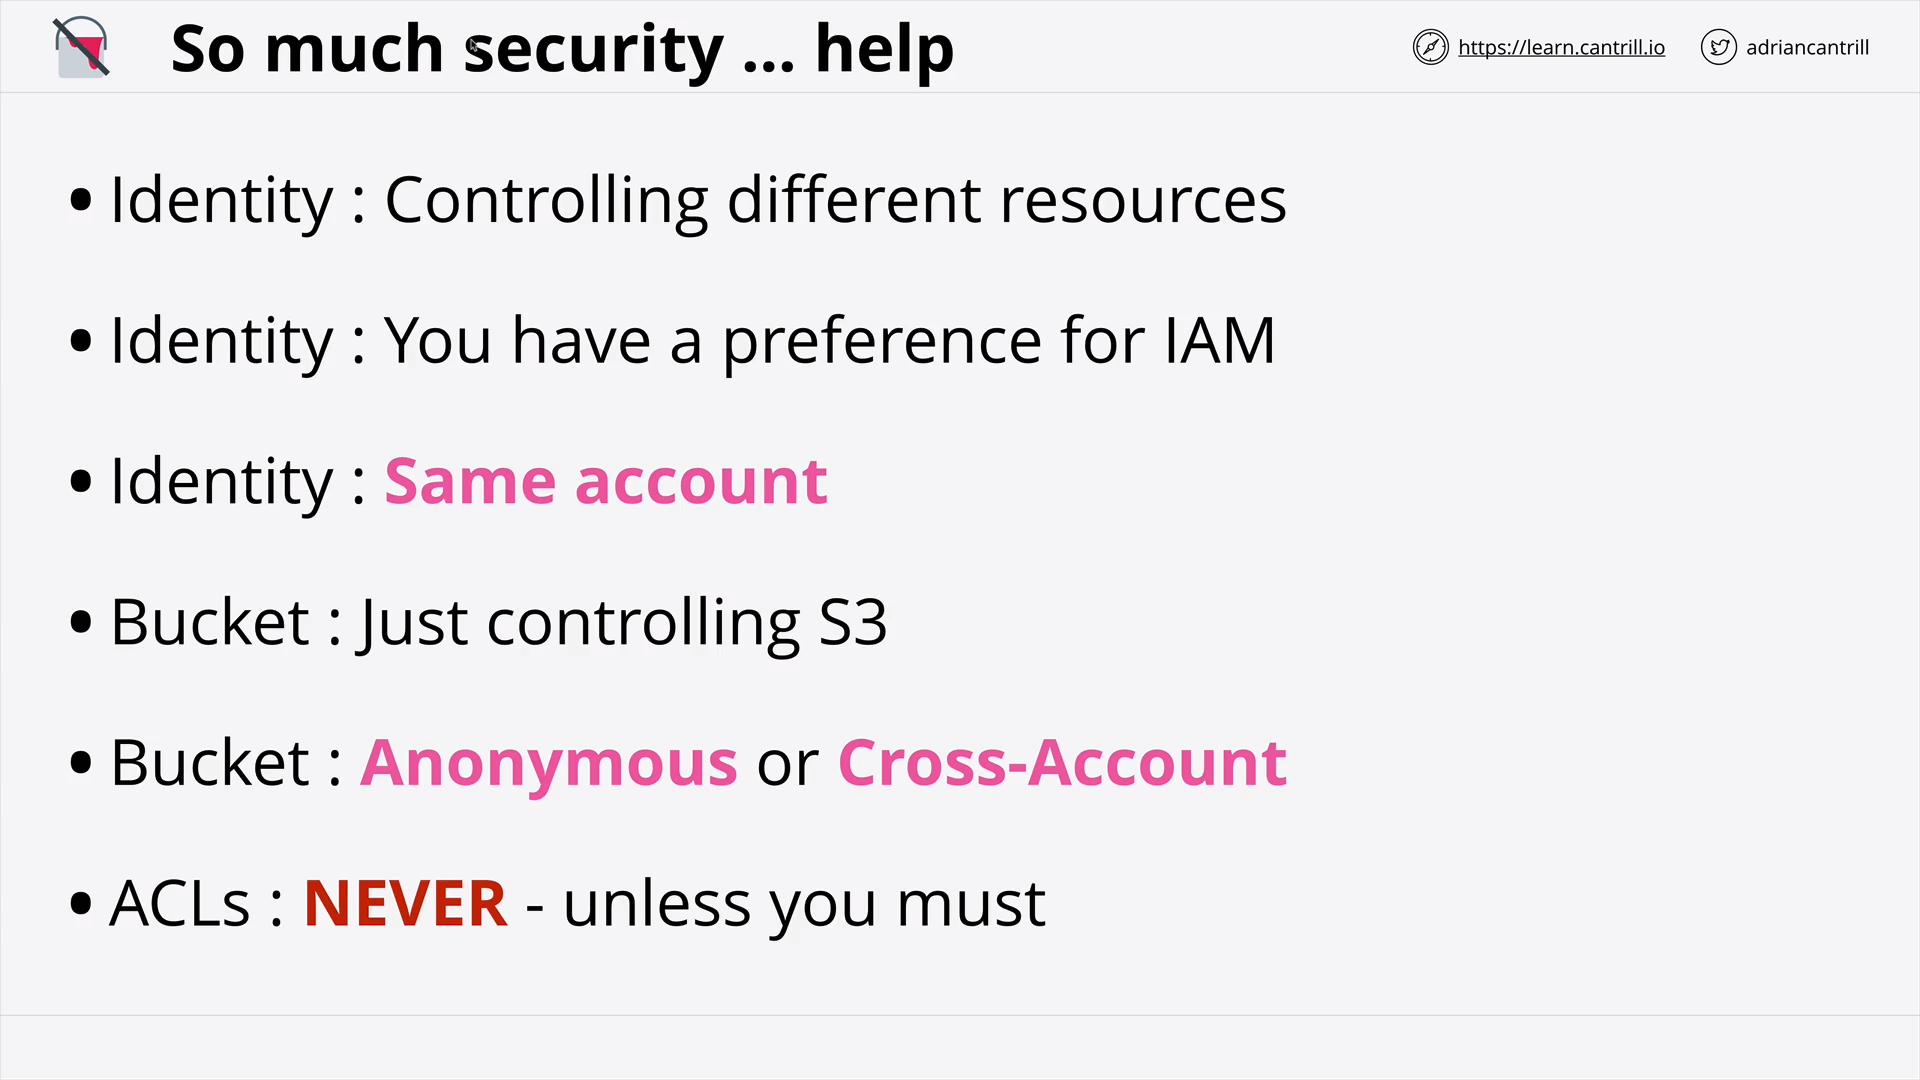 So much security ... help
https://learn.cantrill.io
adriancantrill
• Identity : Controlling different resources
• Identity : You have a preference for IAM
• Identity : Same account
• Bucket : Just controlling S3
• Bucket : Anonymous or Cross-Account
• ACLs : NEVER - unless you must